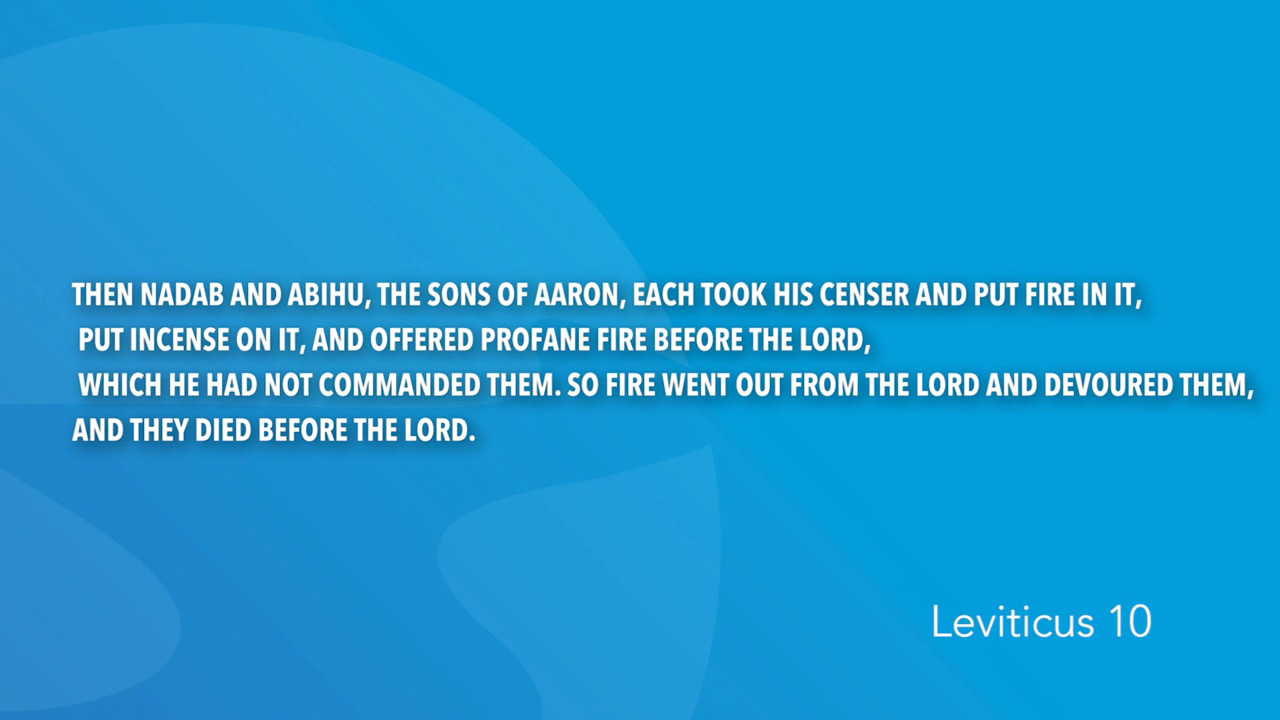 THEN NADAB AND ABIHU, THE SONS OF AARON, EACH TOOK HIS CENSER AND PUT FIRE IN IT,
PUT INCENSE ON IT, AND OFFERED PROFANE FIRE BEFORE THE LORD,
WHICH HE HAD NOT COMMANDED THEM. SO FIRE WENT OUT FROM THE LORD AND DEVOURED THEM,
AND THEY DIED BEFORE THE LORD.
Leviticus 10